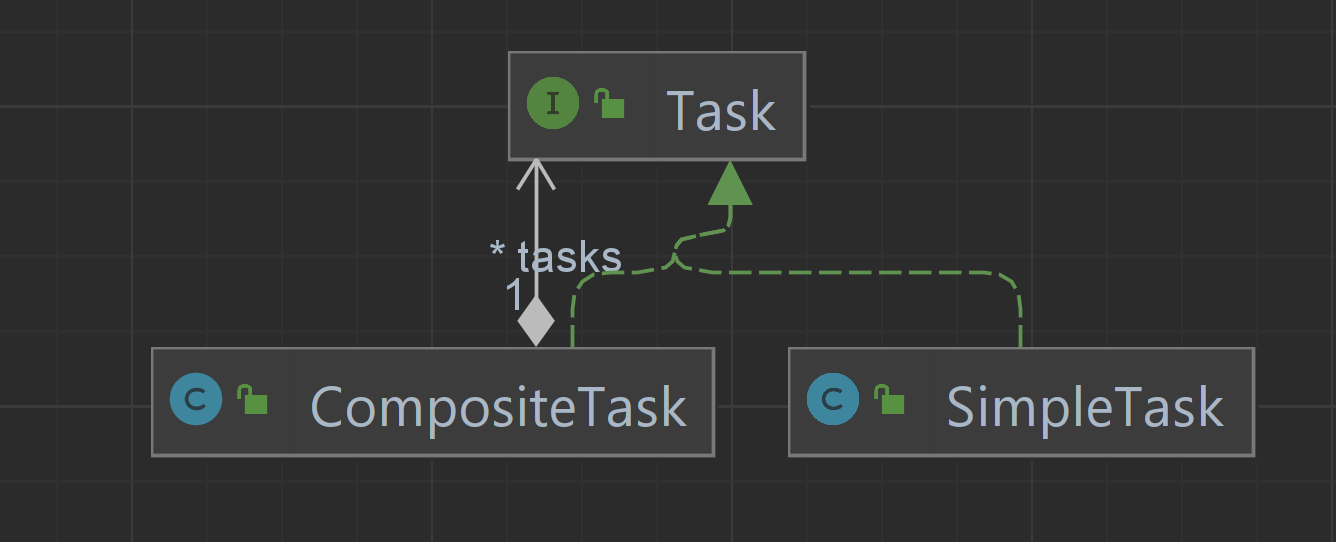 I Task
* tasks
1
C CompositeTask
C SimpleTask